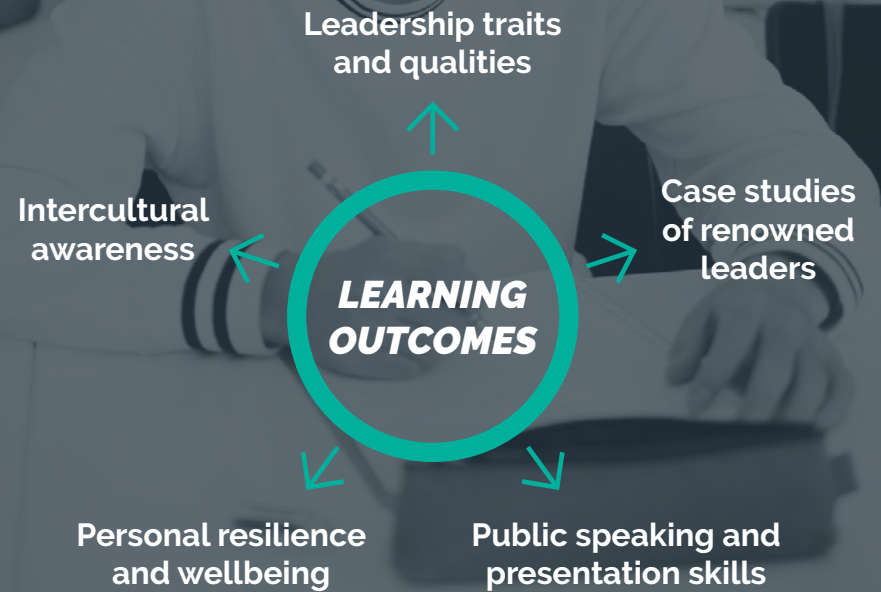 Leadership traits
and qualities
Case studies
of renowned
leaders
Intercultural
awareness
LEARNING
OUTCOMES
Personal resilience
and wellbeing
Public speaking and
presentation skills